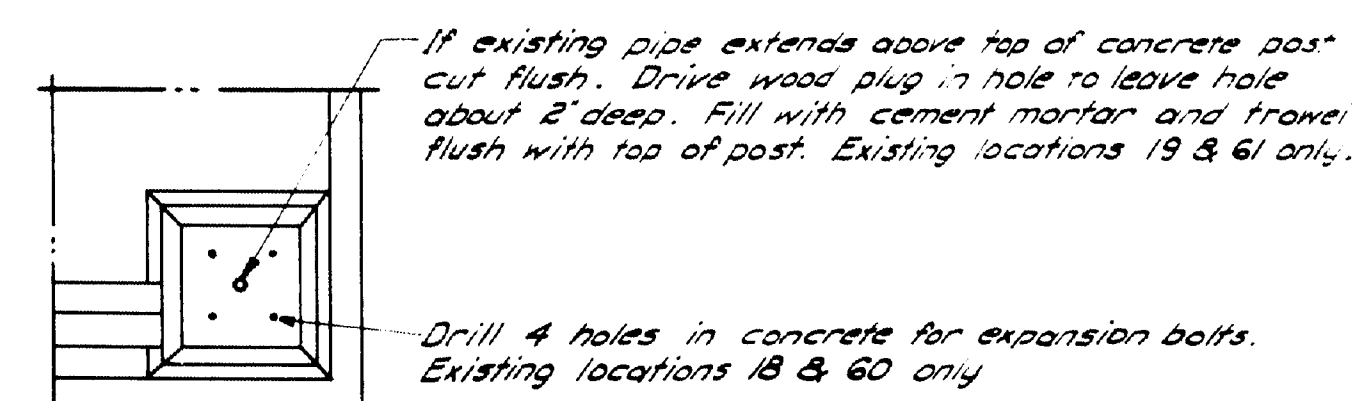 If existing pipe extends above top of concrete post
cut flush. Drive wood plug in hole to leave hole
about 2" deep. Fill with cement mortar and trowel
flush with top of post. Existing locations 19 & 61 only.
Drill 4 holes in concrete for expansion bolts.
Existing locations 18 & 60 only